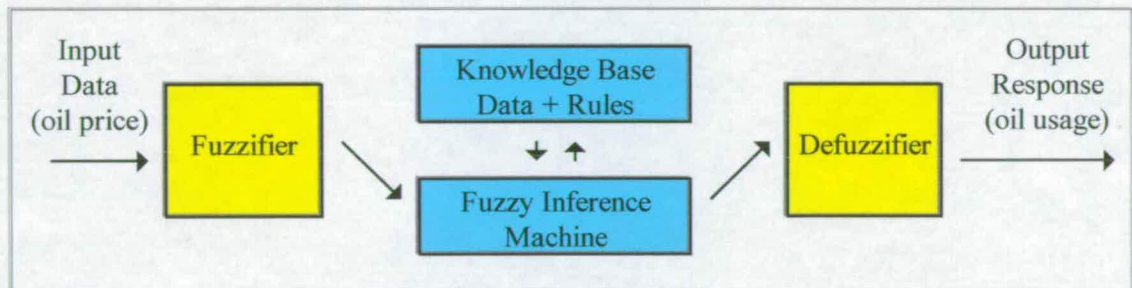 Input
Data
(oil price)
Fuzzifier
Knowledge Base
Data + Rules
Fuzzy Inference
Machine
Defuzzifier
Output
Response
(oil usage)